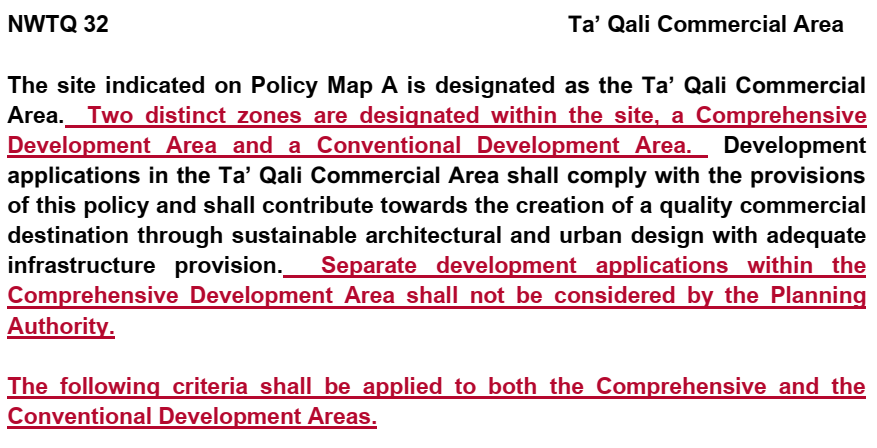 NWTQ 32 Ta’ Qali Commercial Area
The site indicated on Policy Map A is designated as the Ta’ Qali Commercial
Area. Two distinct zones are designated within the site, a Comprehensive
Development Area and a Conventional Development Area. Development
applications in the Ta’ Qali Commercial Area shall comply with the provisions
of this policy and shall contribute towards the creation of a quality commercial
destination through sustainable architectural and urban design with adequate
infrastructure provision. Separate development applications within the
Comprehensive Development Area shall not be considered by the Planning
Authority.
The following criteria shall be applied to both the Comprehensive and the
Conventional Development Areas.